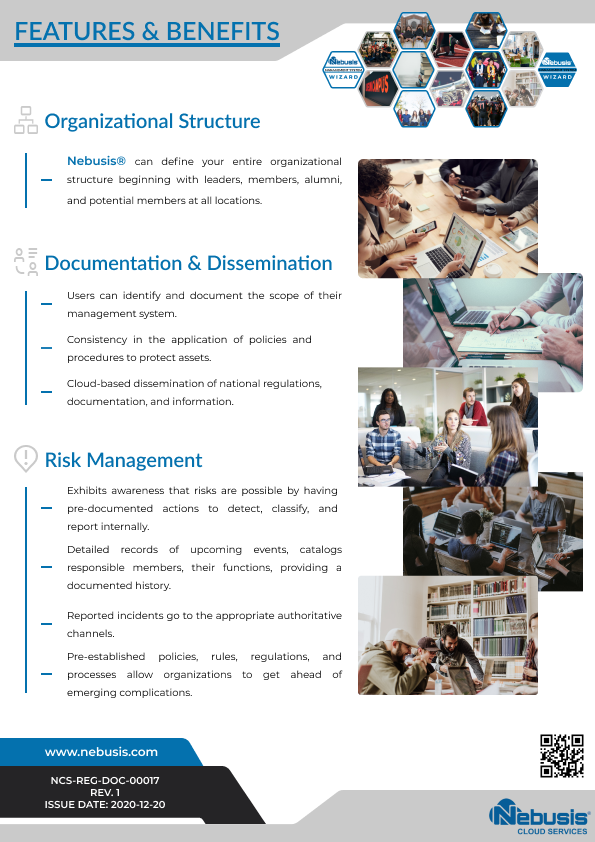 FEATURES & BENEFITS
Nebusis
MANAGEMENT SYSTEM
WIZARD
Nebusis
WIZARD
Organizational Structure
Nebusis® can define your entire organizational
structure beginning with leaders, members, alumni,
and potential members at all locations.
Documentation & Dissemination
Users can identify and document the scope of their
management system.
Consistency in the application of policies and
procedures to protect assets.
Cloud-based dissemination of national regulations,
documentation, and information.
Risk Management
Exhibits awareness that risks are possible by having
pre-documented actions to detect, classify, and
report internally.
Detailed records of upcoming events, catalogs
responsible members, their functions, providing a
documented history.
Reported incidents go to the appropriate authoritative
channels.
Pre-established policies, rules, regulations, and
processes allow organizations to get ahead of
emerging complications.
www.nebusis.com
NCS-REG-DOC-00017
REV. 1
ISSUE DATE: 2020-12-20
Nebusis®
CLOUD SERVICES